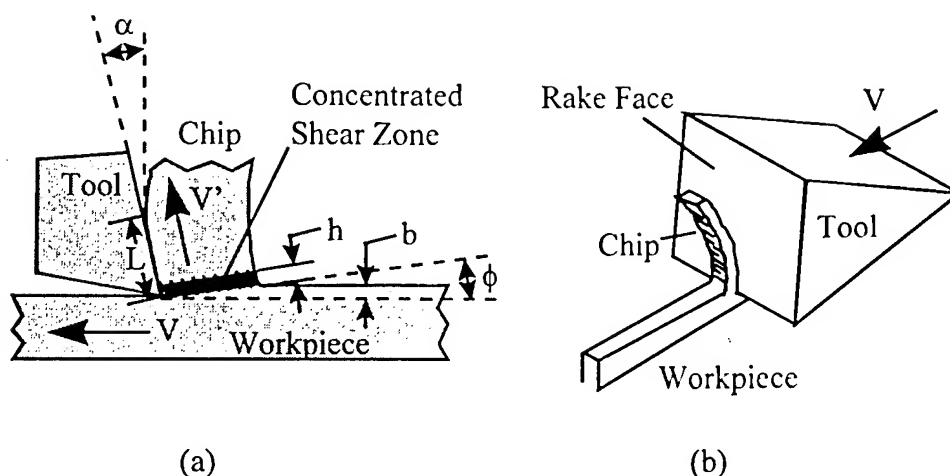 α
Concentrated
Shear Zone
Chip
Tool
V'
h
b
L
ϕ
V
Workpiece
(a)
Rake Face
V
Chip
Tool
Workpiece
(b)